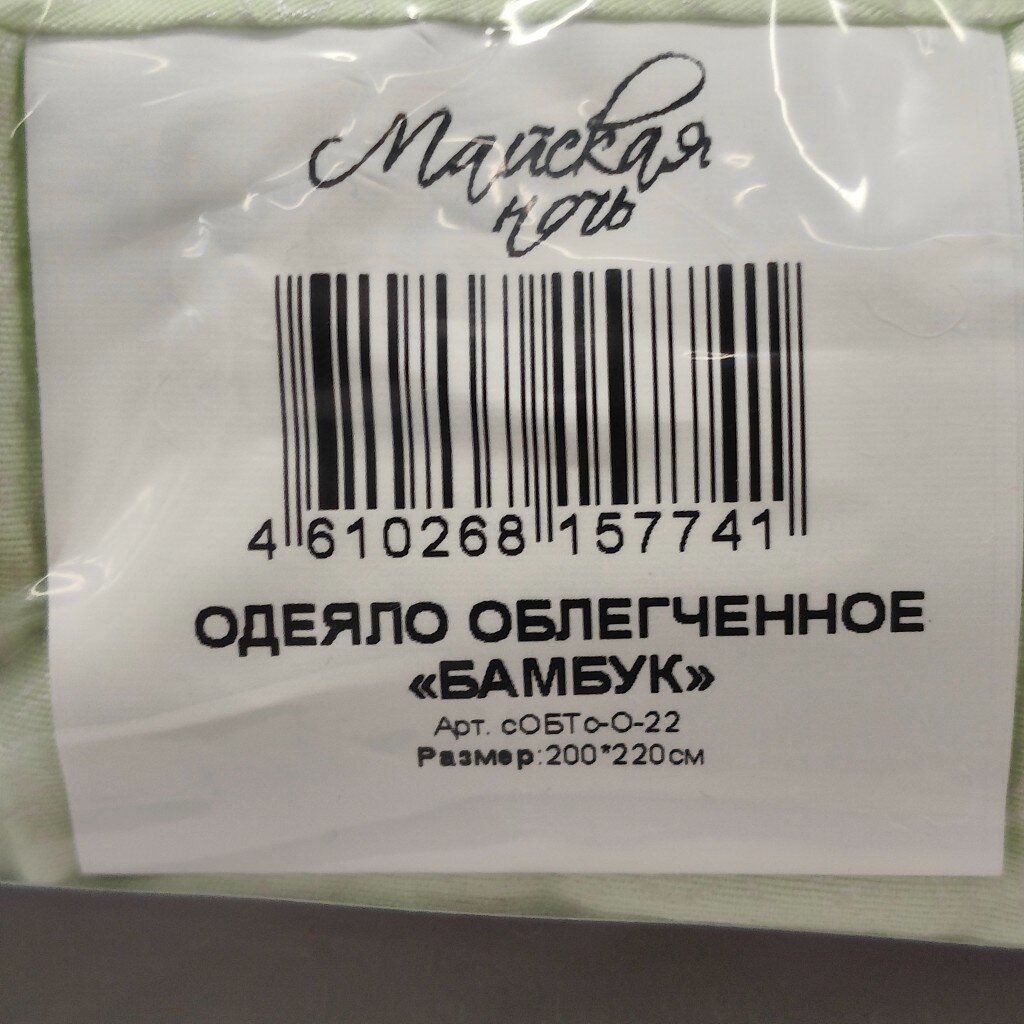 Майская
ночь
4 610268 157741
ОДЕЯЛО ОБЛЕГЧЕННОЕ
«БАМБУК»
Арт. сОБТс-О-22
Размер:200*220см